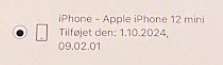 iPhone - Apple iPhone 12 mini
Tilføjet den: 1.10.2024,
09.02.01